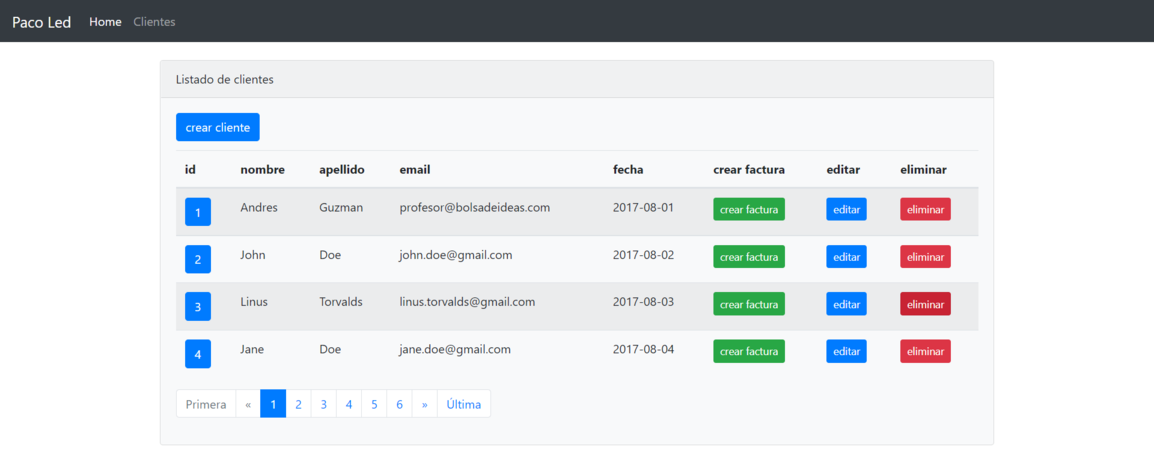 Paco Led Home Clientes
Listado de clientes
crear cliente
id nombre apellido email fecha crear factura editar eliminar
1 Andres Guzman profesor@bolsadeideas.com 2017-08-01 crear factura editar eliminar
2 John Doe john.doe@gmail.com 2017-08-02 crear factura editar eliminar
3 Linus Torvalds linus.torvalds@gmail.com 2017-08-03 crear factura editar eliminar
4 Jane Doe jane.doe@gmail.com 2017-08-04 crear factura editar eliminar
Primera « 1 2 3 4 5 6 » Última